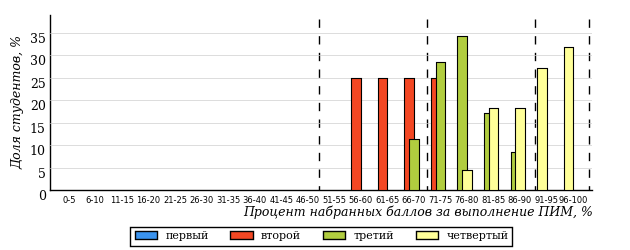 Доля студентов, %
35
30
25
20
15
10
5
0
0-5 6-10 11-15 16-20 21-25 26-30 31-35 36-40 41-45 46-50 51-55 56-60 61-65 66-70 71-75 76-80 81-85 86-90 91-95 96-100
Процент набранных баллов за выполнение ПИМ, %
первый второй третий четвертый